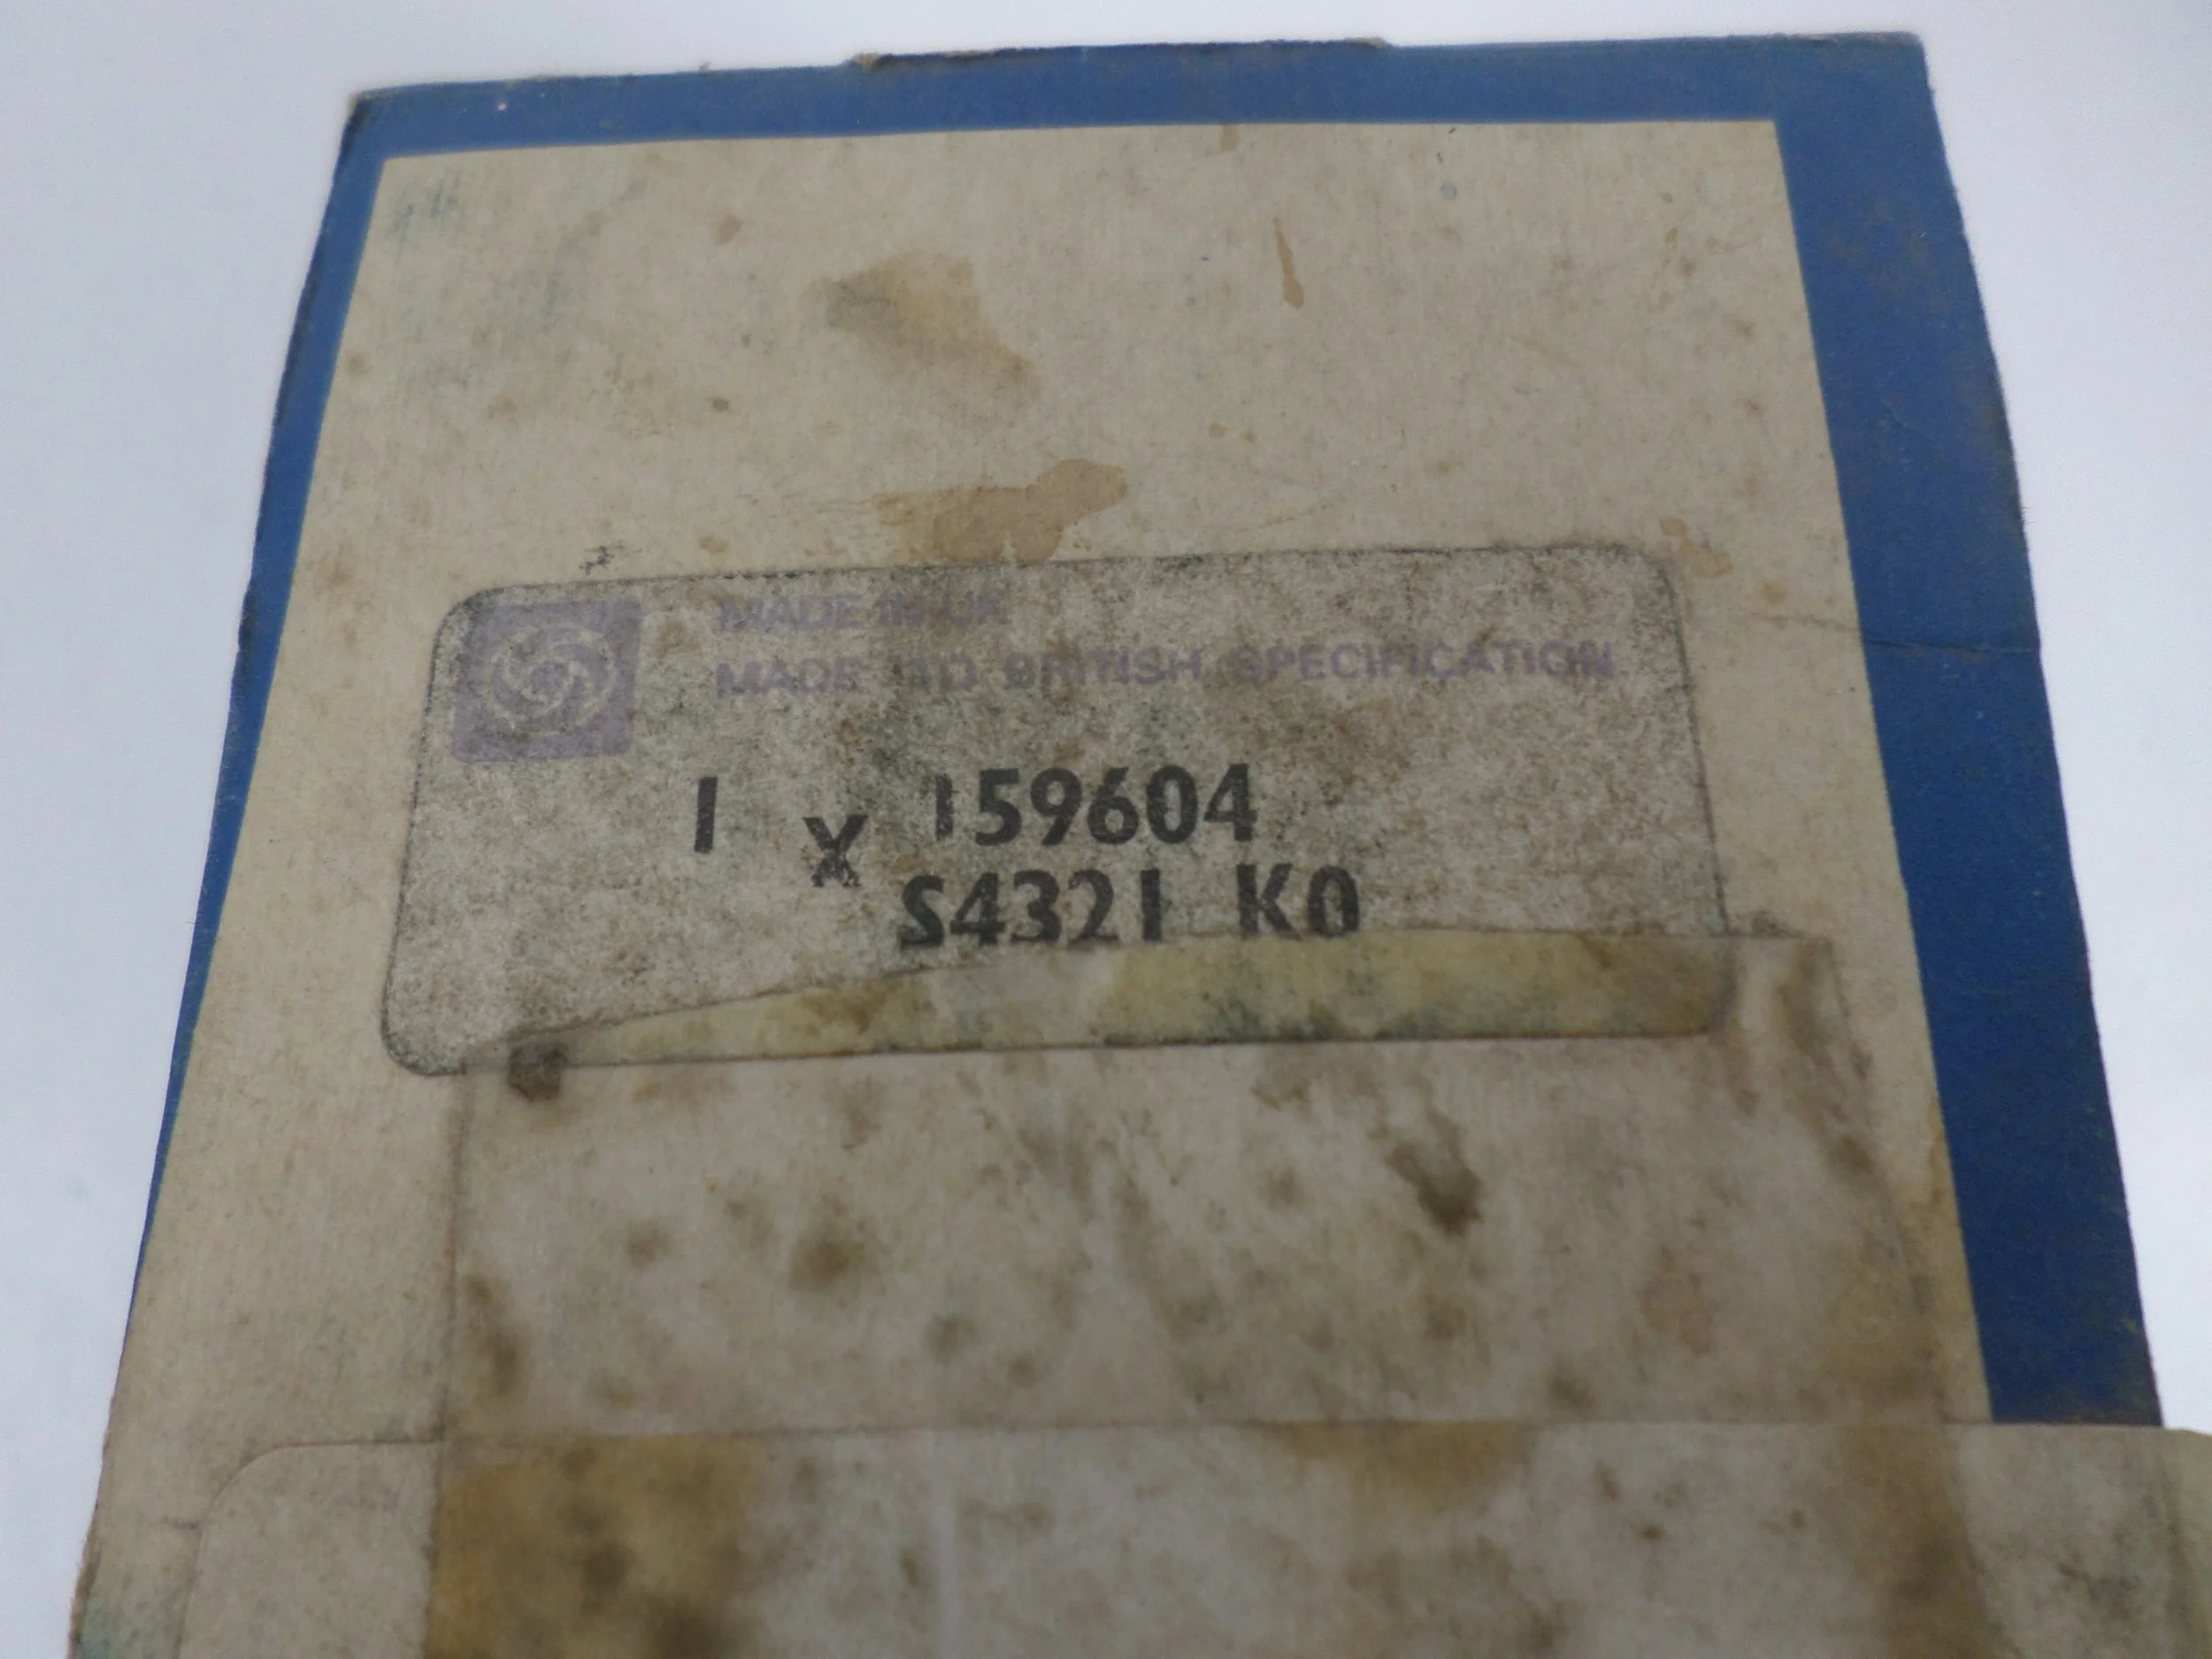 MADE IN UK
MADE TO BRITISH SPECIFICATION
1 X 159604
S4321 K0